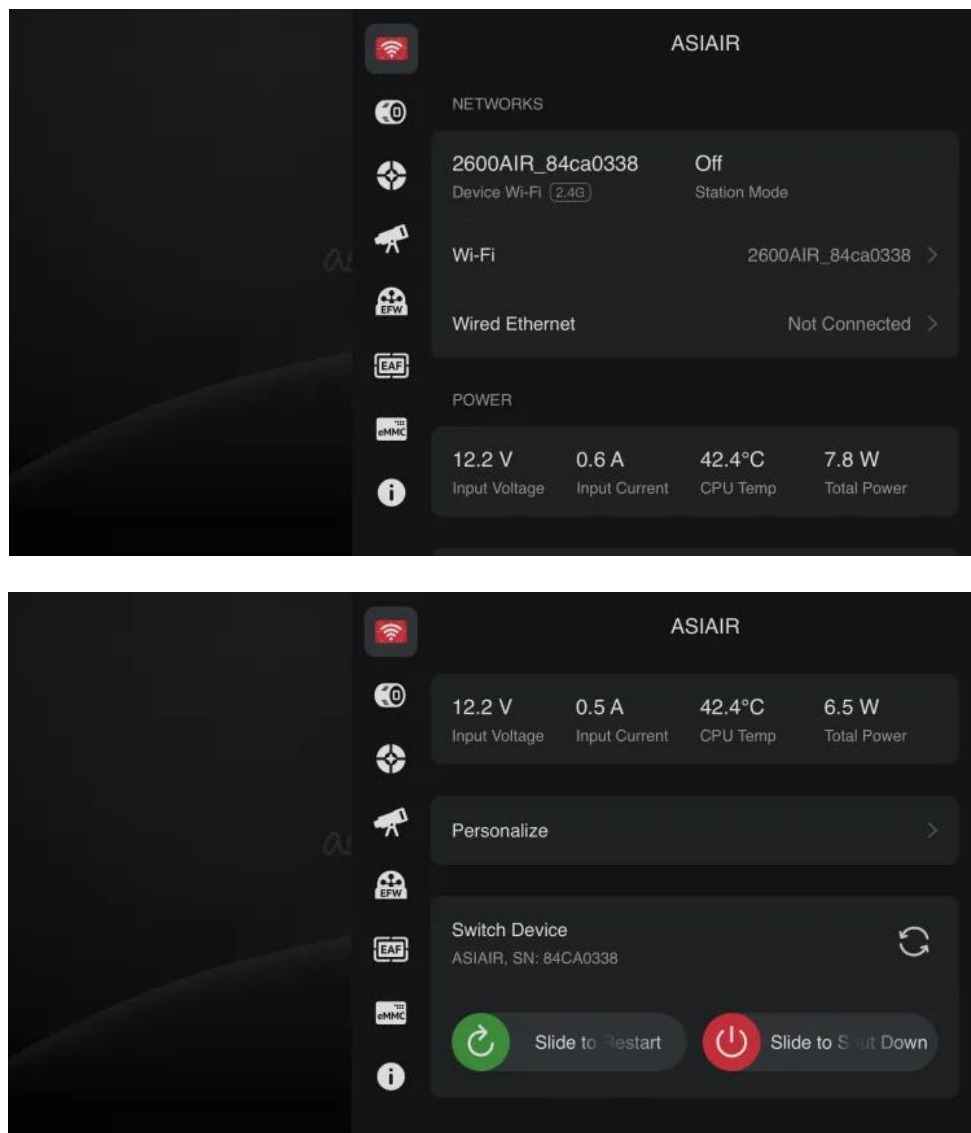 ASIAIR
NETWORKS
2600AIR_84ca0338 Off
Device Wi-Fi 2.4G Station Mode
Wi-Fi 2600AIR_84ca0338
Wired Ethernet Not Connected
EFW
EAF
eMMC
POWER
12.2 V 0.6 A 42.4°C 7.8 W
Input Voltage Input Current CPU Temp Total Power
ASIAIR
12.2 V 0.5 A 42.4°C 6.5 W
Input Voltage Input Current CPU Temp Total Power
Personalize
EFW
EAF
eMMC
Switch Device
ASIAIR, SN: 84CA0338
Slide to Restart Slide to Shut Down